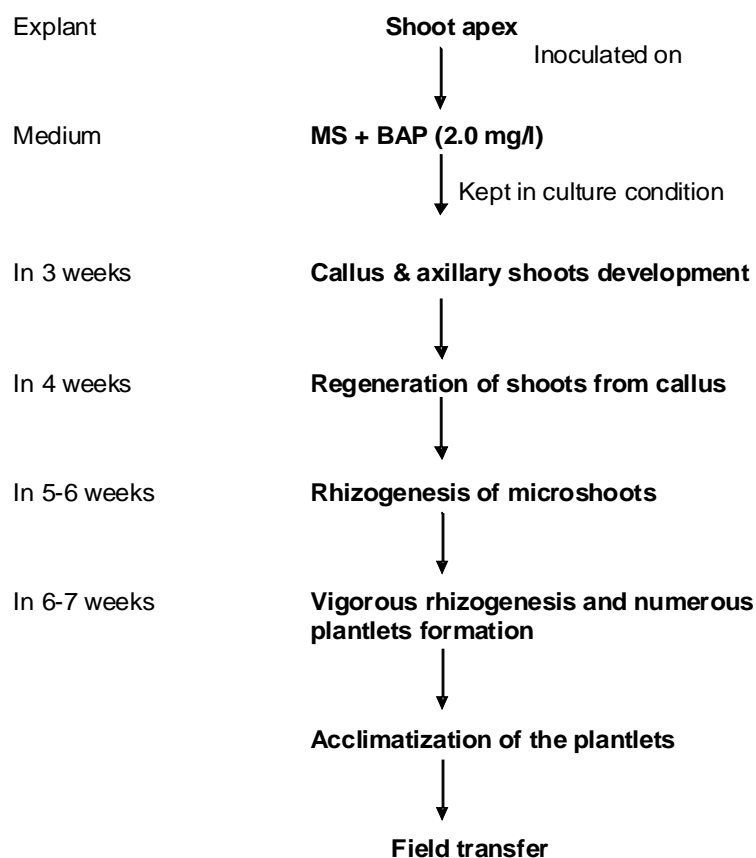 Explant
Shoot apex
Inoculated on
Medium
MS + BAP (2.0 mg/l)
Kept in culture condition
In 3 weeks
Callus & axillary shoots development
In 4 weeks
Regeneration of shoots from callus
In 5-6 weeks
Rhizogenesis of microshoots
In 6-7 weeks
Vigorous rhizogenesis and numerous
plantlets formation
Acclimatization of the plantlets
Field transfer